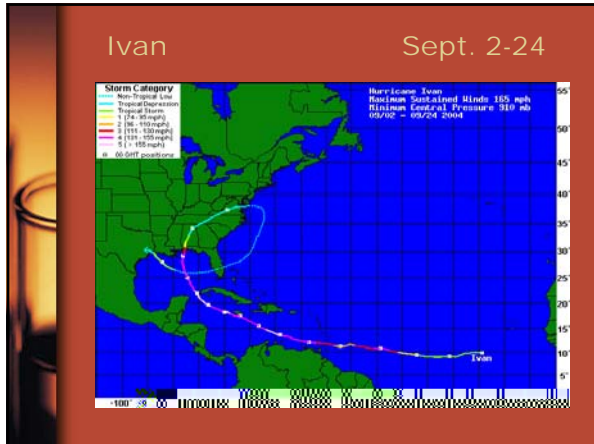 Ivan Sept. 2-24
Storm Category
Non-Tropical Low
Tropical Depression
Tropical Storm
1 (74-95 mph)
2 (96-110 mph)
3 (111-130 mph)
4 (131-155 mph)
5 (> 155 mph)
00 GMT positions
Hurricane Ivan
Maximum Sustained Winds 165 mph
Minimum Central Pressure 910 mb
09/02 - 09/24 2004
55°
50°
45°
40°
35°
30°
25°
20°
15°
10°
5°
Ivan
-100°